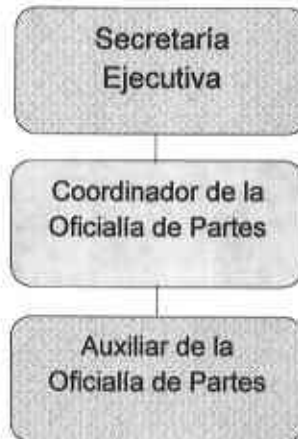 Secretaría
Ejecutiva
Coordinador de la
Oficialía de Partes
Auxiliar de la
Oficialía de Partes